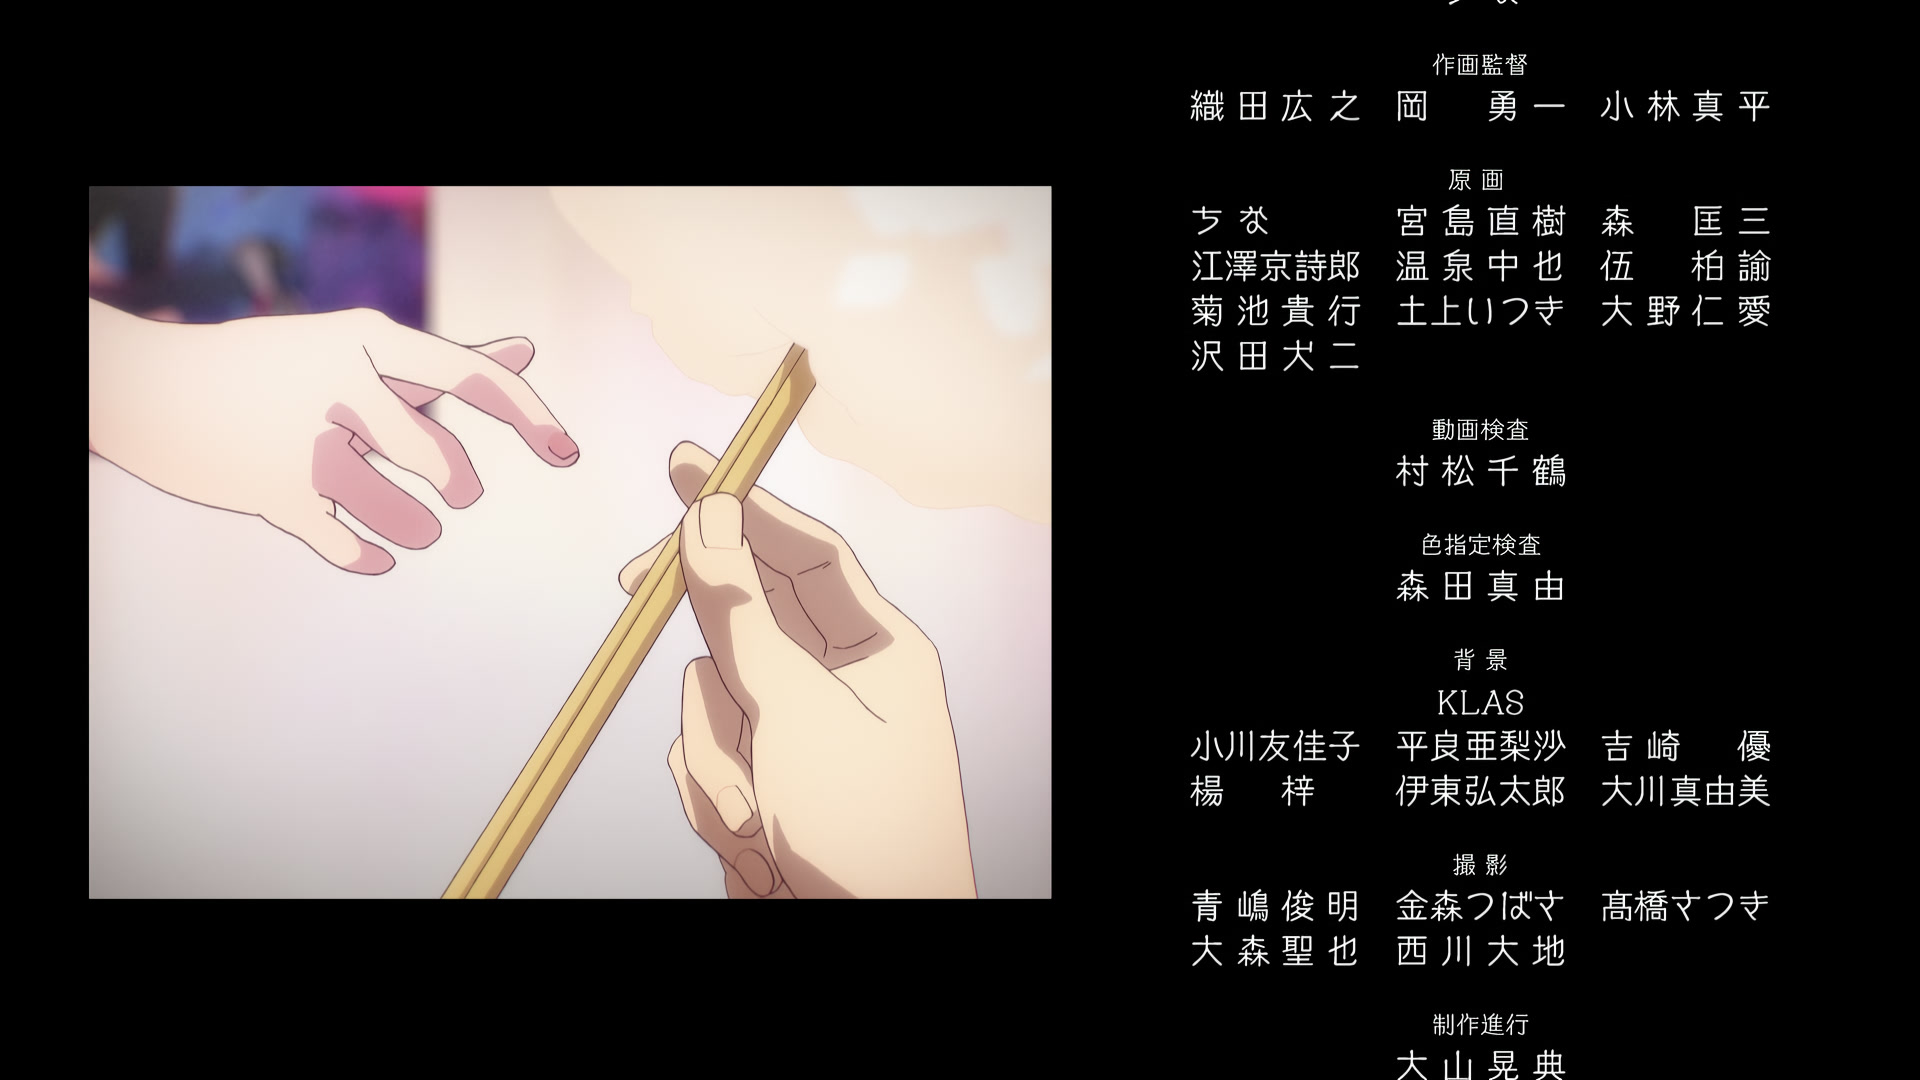 作画監督
織田広之 岡勇一 小林真平
原画
ちな 宮島直樹 森匡三
江澤京詩郎 温泉中也 伍柏諭
菊池貴行 土上いつき 大野仁愛
沢田犬二
動画検査
村松千鶴
色指定検査
森田真由
背景
KLAS
小川友佳子 平良亜梨沙 吉崎優
楊梓 伊東弘太郎 大川真由美
撮影
青嶋俊明 金森つばさ 髙橋さつき
大森聖也 西川大地
制作進行
大山晃典